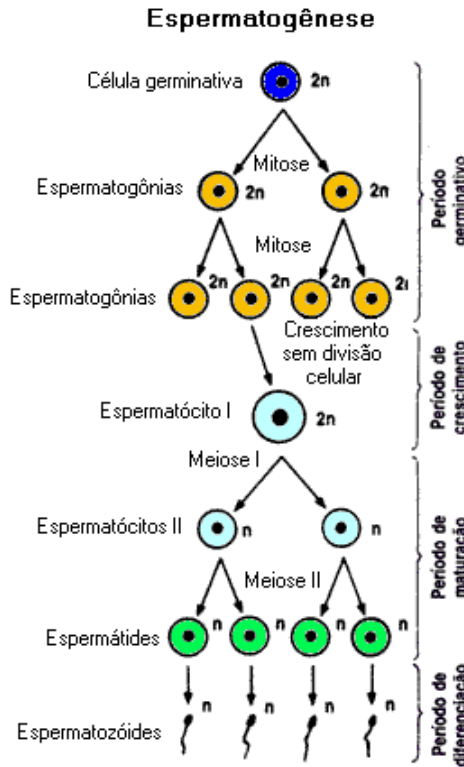 Espermatogênese
Célula germinativa
2n
Mitose
Espermatogônias
2n
2n
Mitose
Espermatogônias
2n
2n
2n
2ı
Crescimento
sem divisão
celular
Espermatócito I
2n
Meiose I
Espermatócitos II
n
n
Meiose II
Espermátides
n
n
n
n
Espermatozóides
n
n
n
n
Período
germinativo
Período de
crescimento
Período de
maturação
Período de
diferenciação